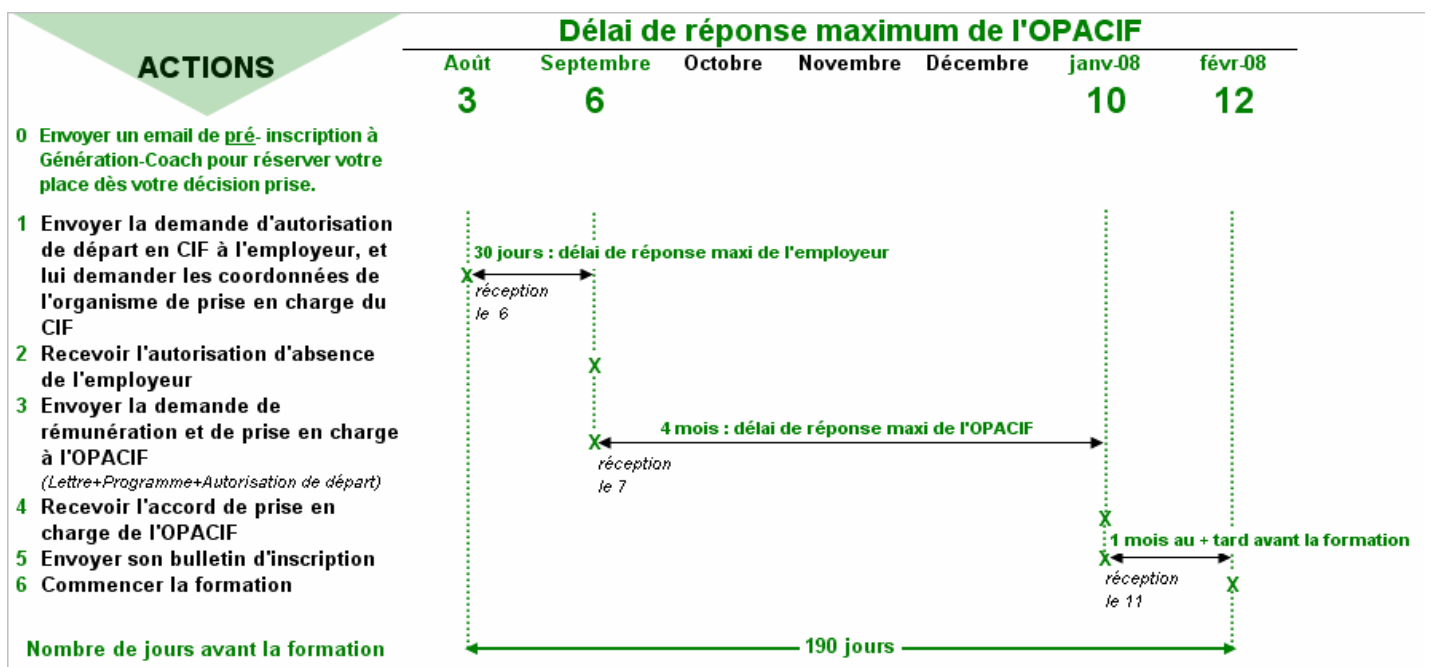 Délai de réponse maximum de l'OPACIF
ACTIONS
Août Septembre Octobre Novembre Décembre janv-08 févr-08
3 6 10 12
0 Envoyer un email de pré- inscription à
Génération-Coach pour réserver votre
place dès votre décision prise.
1 Envoyer la demande d'autorisation
de départ en CIF à l'employeur, et
lui demander les coordonnées de
l'organisme de prise en charge du
CIF
30 jours : délai de réponse maxi de l'employeur
X
réception
le 6
2 Recevoir l'autorisation d'absence
de l'employeur
X
3 Envoyer la demande de
rémunération et de prise en charge
à l'OPACIF
(Lettre+Programme+Autorisation de départ)
4 mois : délai de réponse maxi de l'OPACIF
X
réception
le 7
4 Recevoir l'accord de prise en
charge de l'OPACIF
X
5 Envoyer son bulletin d'inscription
1 mois au + tard avant la formation
X
réception
le 11
6 Commencer la formation
X
Nombre de jours avant la formation
190 jours